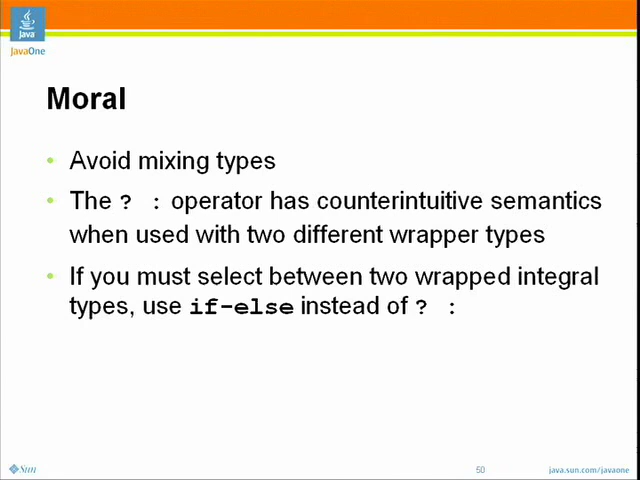 Java
JavaOne
Moral
• Avoid mixing types
• The ? : operator has counterintuitive semantics
when used with two different wrapper types
• If you must select between two wrapped integral
types, use if-else instead of ? :
Sun
50
java.sun.com/javaone